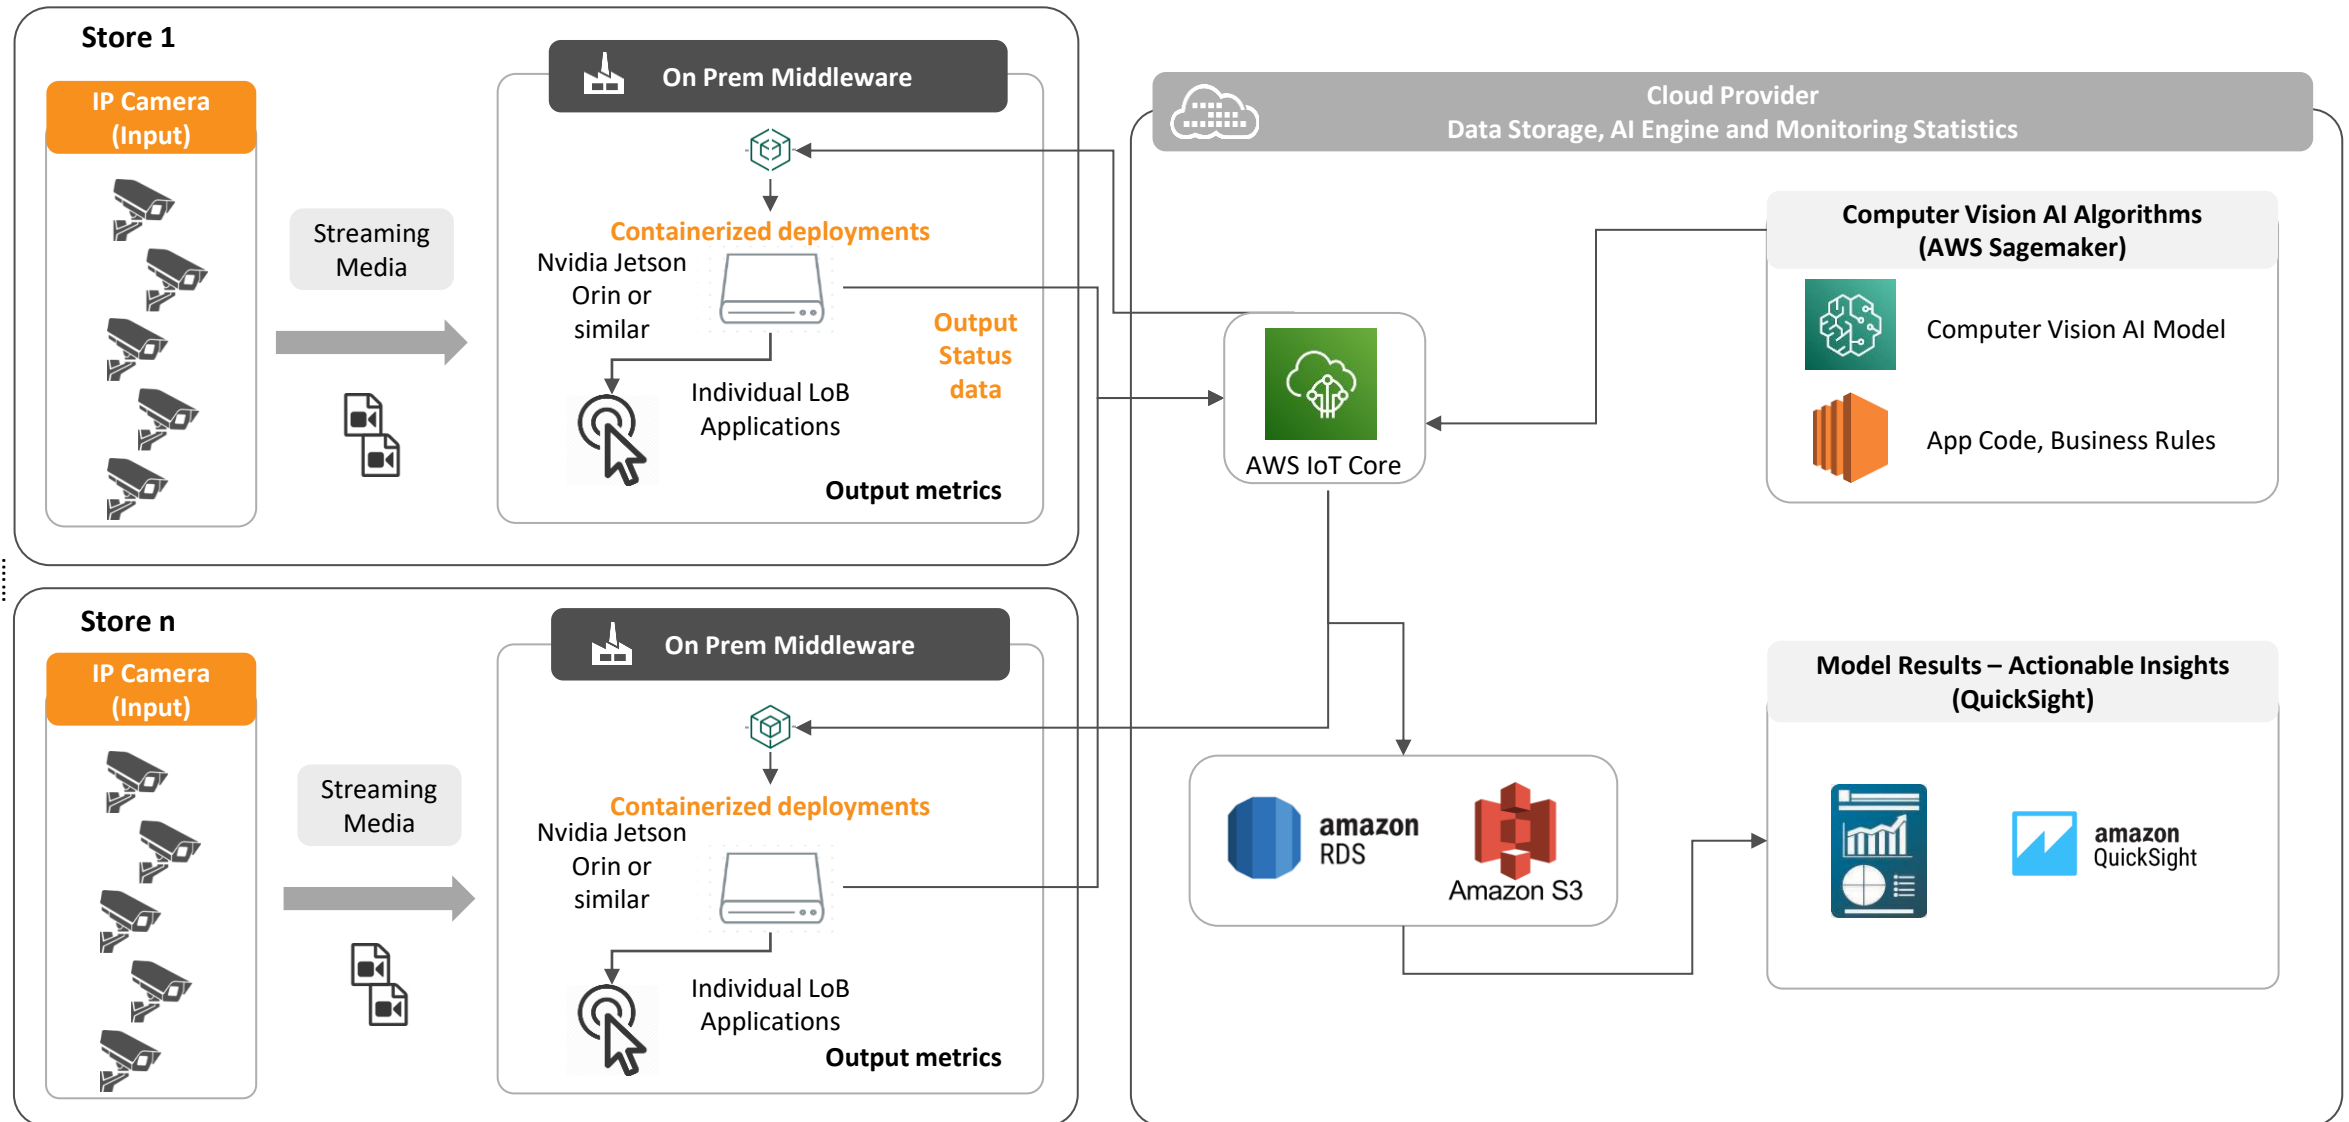 Store 1
IP Camera
(Input)
Streaming
Media
On Prem Middleware
Containerized deployments
Nvidia Jetson
Orin or
similar
Output
Status
data
Individual LoB
Applications
Output metrics
Store n
IP Camera
(Input)
Streaming
Media
On Prem Middleware
Containerized deployments
Nvidia Jetson
Orin or
similar
Individual LoB
Applications
Output metrics
Cloud Provider
Data Storage, AI Engine and Monitoring Statistics
AWS IoT Core
Computer Vision AI Algorithms
(AWS Sagemaker)
Computer Vision AI Model
App Code, Business Rules
amazon
RDS
Amazon S3
Model Results – Actionable Insights
(QuickSight)
amazon
QuickSight